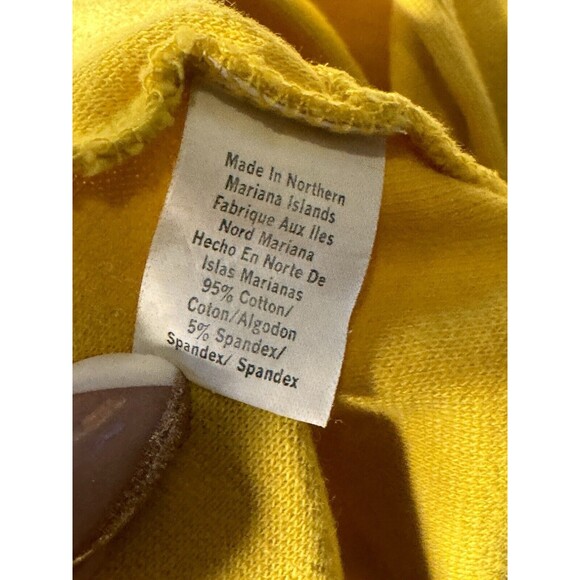 Made In Northern
Mariana Islands
Fabrique Aux Îles
Nord Mariana
Hecho En Norte De
Islas Marianas
95% Cotton/
Coton/Algodon
5% Spandex/
Spandex/ Spandex